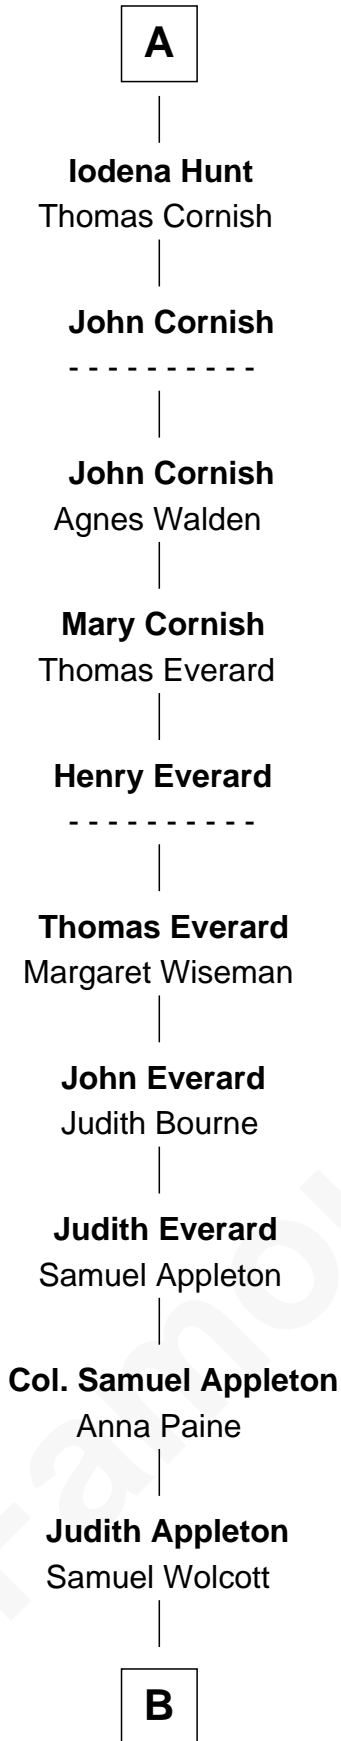 A
Iodena Hunt
Thomas Cornish
John Cornish
- - - - - - - - - -
John Cornish
Agnes Walden
Mary Cornish
Thomas Everard
Henry Everard
- - - - - - - - - -
Thomas Everard
Margaret Wiseman
John Everard
Judith Bourne
Judith Everard
Samuel Appleton
Col. Samuel Appleton
Anna Paine
Judith Appleton
Samuel Wolcott
B